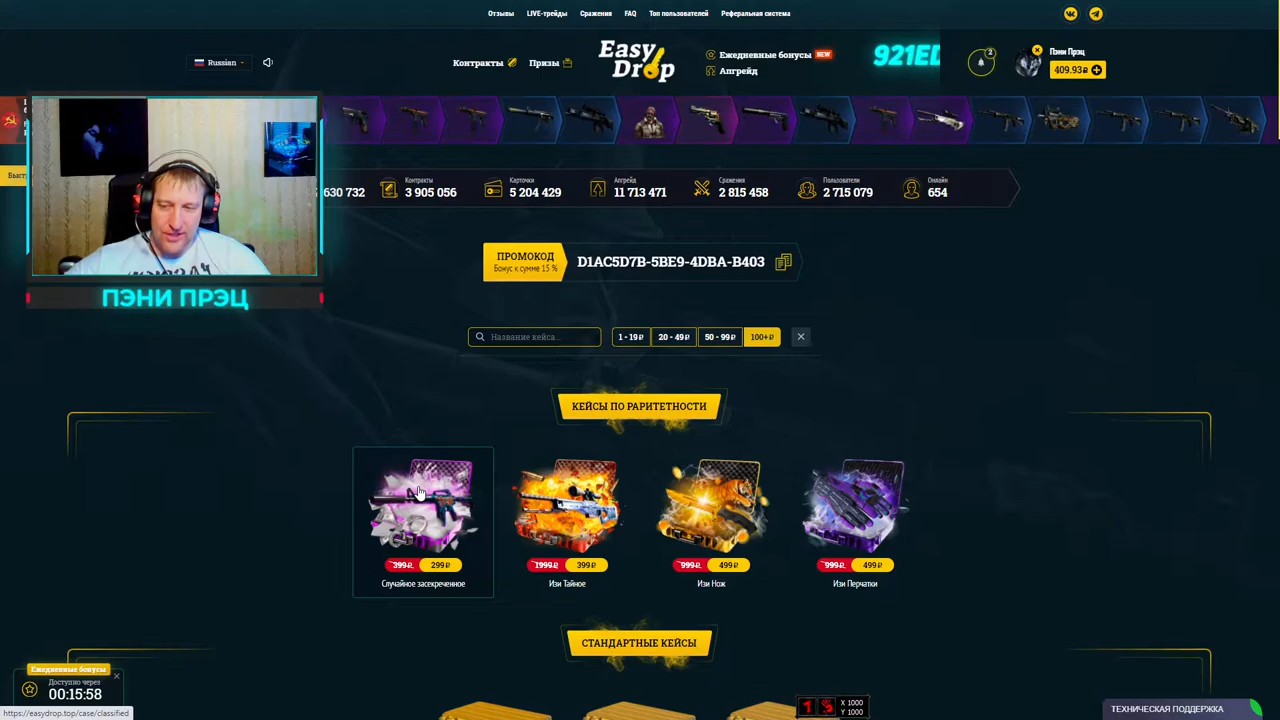 Отзывы LIVE-трейды Сражения FAQ Топ пользователей Реферальная система
Russian
Контракты
Призы
Easy Drop
Ежедневные бонусы NEW
Апгрейд
921ED
2
Пэни Прэц
409.93₽
Быст
630 732
Контракты
3 905 056
Карточки
5 204 429
Апгрейд
11 713 471
Сражения
2 815 458
Пользователи
2 715 079
Онлайн
654
ПЭНИ ПРЭЦ
ПРОМОКОД
Бонус к сумме 15 %
D1AC5D7B-5BE9-4DBA-B403
Название кейса...
1 - 19₽
20 - 49₽
50 - 99₽
100+₽
КЕЙСЫ ПО РАРИТЕТНОСТИ
399₽ 299₽
Случайное засекреченное
1999₽ 399₽
Изи Тайное
999₽ 499₽
Изи Нож
999₽ 499₽
Изи Перчатки
СТАНДАРТНЫЕ КЕЙСЫ
Ежедневные бонусы
Доступно через
00:15:58
https://easydrop.top/case/classified
X 1000
Y 1000
ТЕХНИЧЕСКАЯ ПОДДЕРЖКА